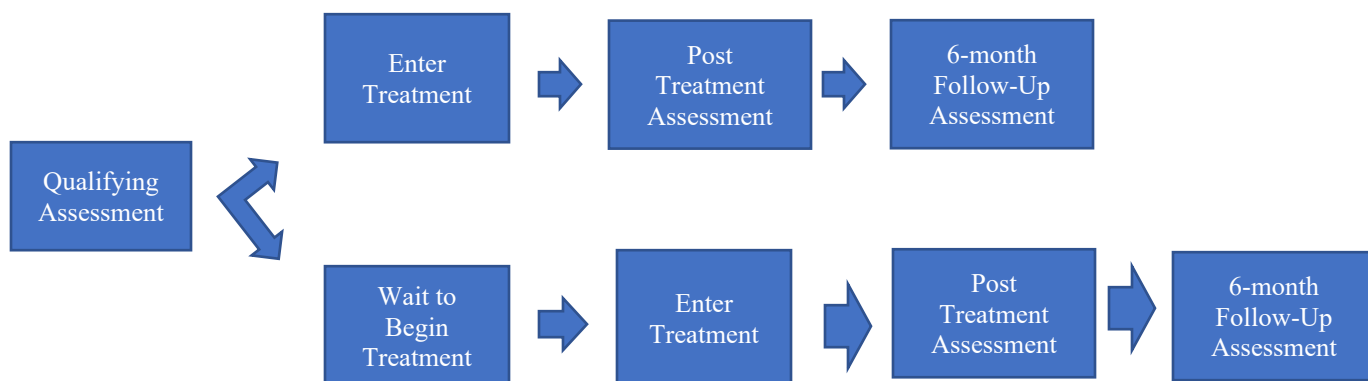 Qualifying
Assessment
Enter
Treatment
Post
Treatment
Assessment
6-month
Follow-Up
Assessment
Wait to
Begin
Treatment
Enter
Treatment
Post
Treatment
Assessment
6-month
Follow-Up
Assessment